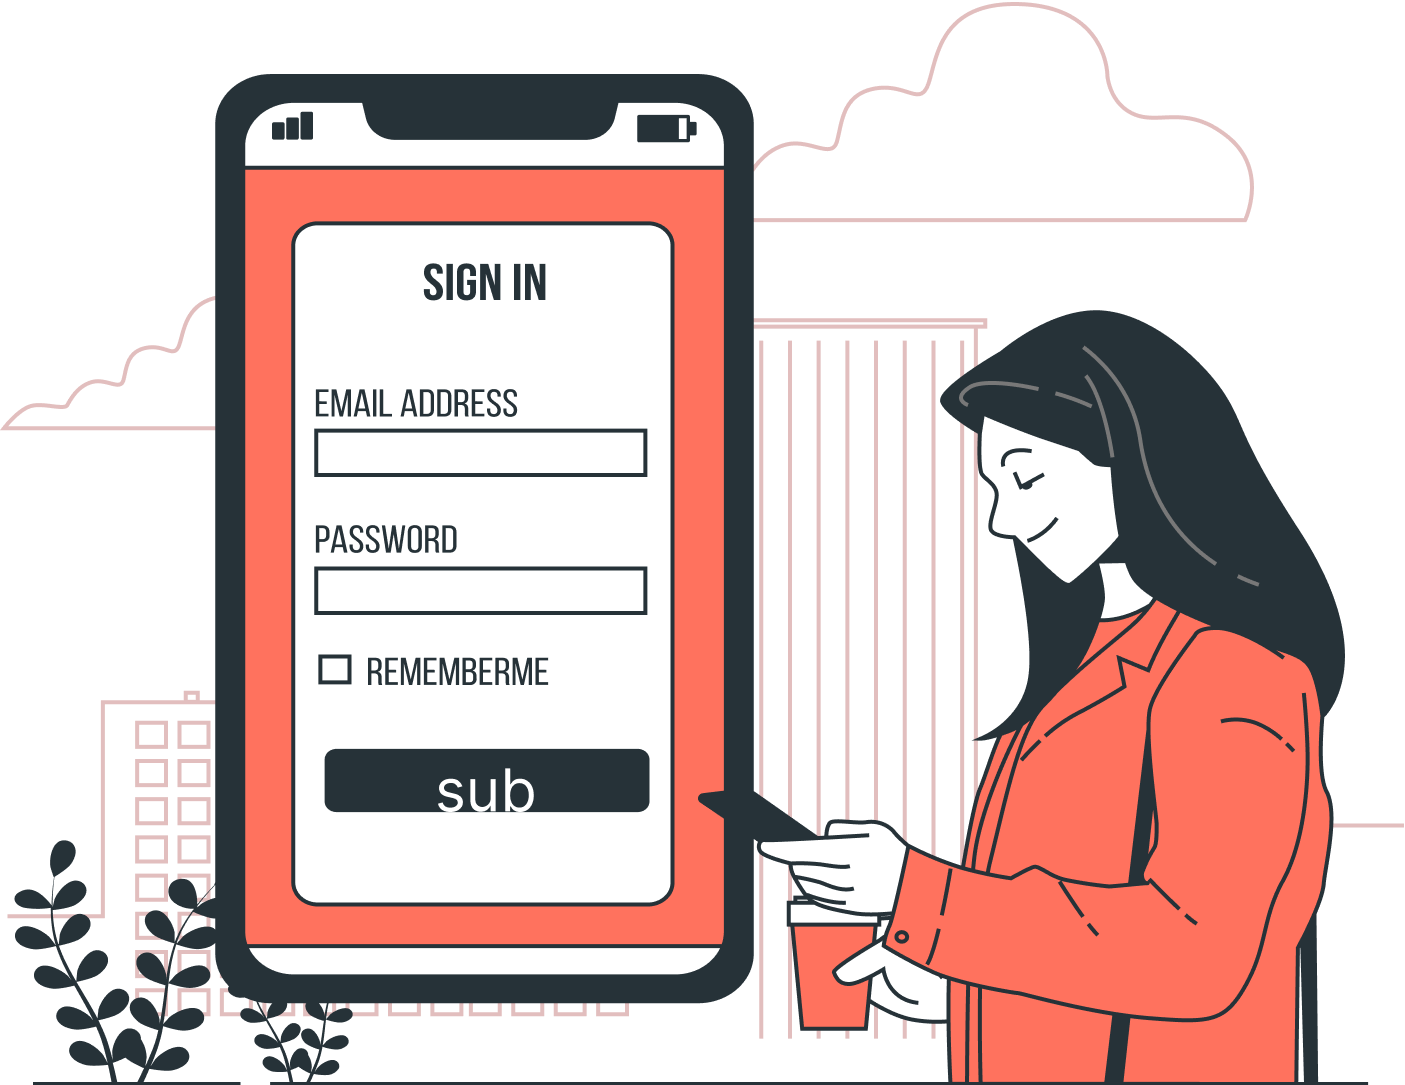 SIGN IN
EMAIL ADDRESS
PASSWORD
REMEMBERME
sub